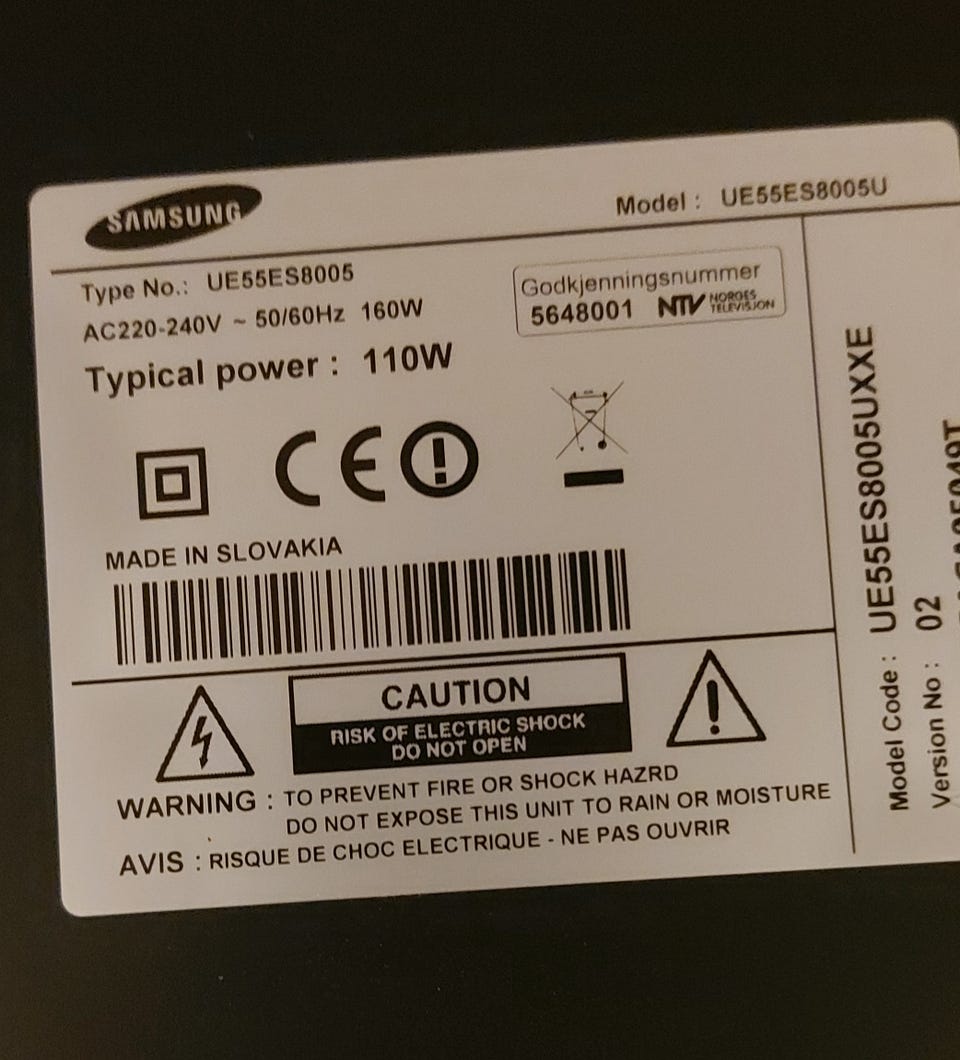 SAMSUNG
Model : UE55ES8005U
Type No.: UE55ES8005
AC220-240V ~ 50/60Hz 160W
Typical power : 110W
Godkjenningsnummer
5648001 NTV NORGES
TELEVISJON
CE
MADE IN SLOVAKIA
CAUTION
RISK OF ELECTRIC SHOCK
DO NOT OPEN
WARNING : TO PREVENT FIRE OR SHOCK HAZRD
DO NOT EXPOSE THIS UNIT TO RAIN OR MOISTURE
AVIS : RISQUE DE CHOC ELECTRIQUE - NE PAS OUVRIR
Model Code : UE55ES8005UXXE
Version No : 02